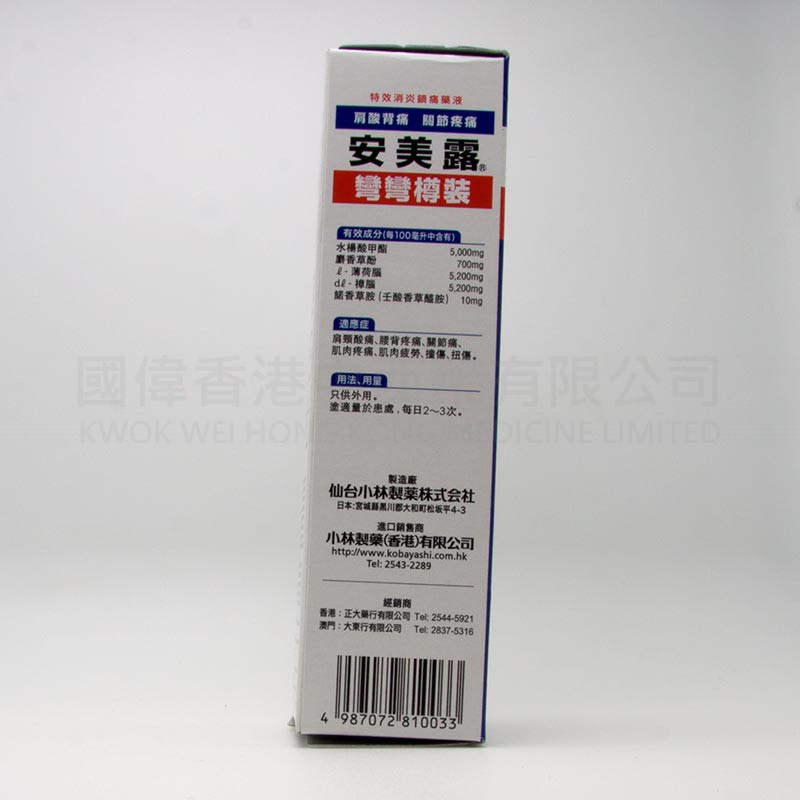 特效消炎鎮痛藥液
肩酸背痛 關節疼痛
安美露®
彎彎樽裝
有效成分(每100毫升中含有)
水楊酸甲酯 5,000mg
麝香草酚 700mg
ℓ-薄荷腦 5,200mg
dℓ-樟腦 5,200mg
諾香草胺(壬酸香草醯胺) 10mg
適應症
肩頸酸痛、腰背疼痛、關節痛、
肌肉疼痛、肌肉疲勞、撞傷、扭傷。
用法、用量
只供外用。
塗適量於患處,每日2~3次。
國偉香港 有限公司
KWOK WEI HONG KONG MEDICINE LIMITED
製造廠
仙台小林製藥株式会社
日本:宮城縣黒川郡大和町松坂平4-3
進口銷售商
小林製藥(香港)有限公司
http://www.kobayashi.com.hk
Tel: 2543-2289
經銷商
香港:正大藥行有限公司 Tel: 2544-5921
澳門:大東行有限公司 Tel: 2837-5316
4 987072 810033